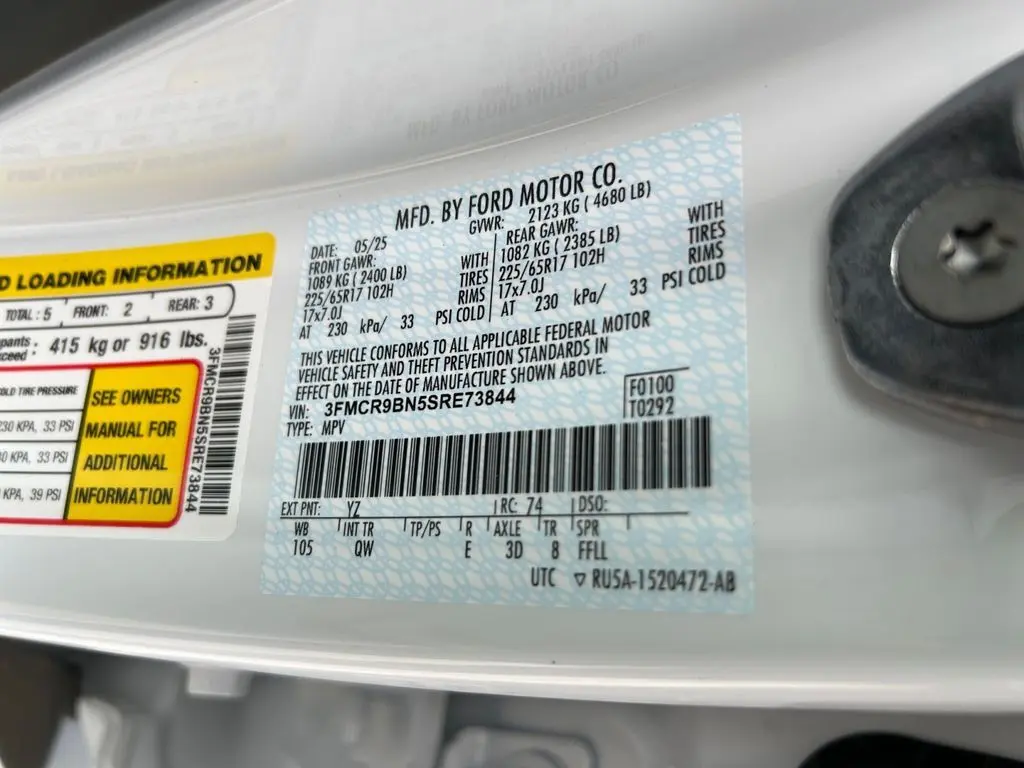 D LOADING INFORMATION
TOTAL: 5 FRONT: 2 REAR: 3
pants
ceed: 415 kg or 916 lbs.
OLD TIRE PRESSURE
230 KPA, 33 PSI
0 KPA, 33 PSI
KPA, 39 PSI
SEE OWNERS
MANUAL FOR
ADDITIONAL
INFORMATION
3FMCR9BN5SRE73844
MFD. BY FORD MOTOR CO.
DATE: 05/25 GVWR: 2123 KG ( 4680 LB)
FRONT GAWR: REAR GAWR:
1089 KG (2400 LB) WITH 1082 KG ( 2385 LB) WITH
225/65R17 102H TIRES 225/65R17 102H TIRES
17x7.0J RIMS 17x7.0J RIMS
AT 230 kPa/ 33 PSI COLD AT 230 kPa/ 33 PSI COLD
THIS VEHICLE CONFORMS TO ALL APPLICABLE FEDERAL MOTOR
VEHICLE SAFETY AND THEFT PREVENTION STANDARDS IN
EFFECT ON THE DATE OF MANUFACTURE SHOWN ABOVE.
VIN: 3FMCR9BN5SRE73844
TYPE: MPV
F0100
T0292
EXT PNT: YZ RC: 74 DSO:
WB INT TR TP/PS R AXLE TR SPR
105 QW E 3D 8 FFLL
UTC ▽ RU5A-1520472-AB